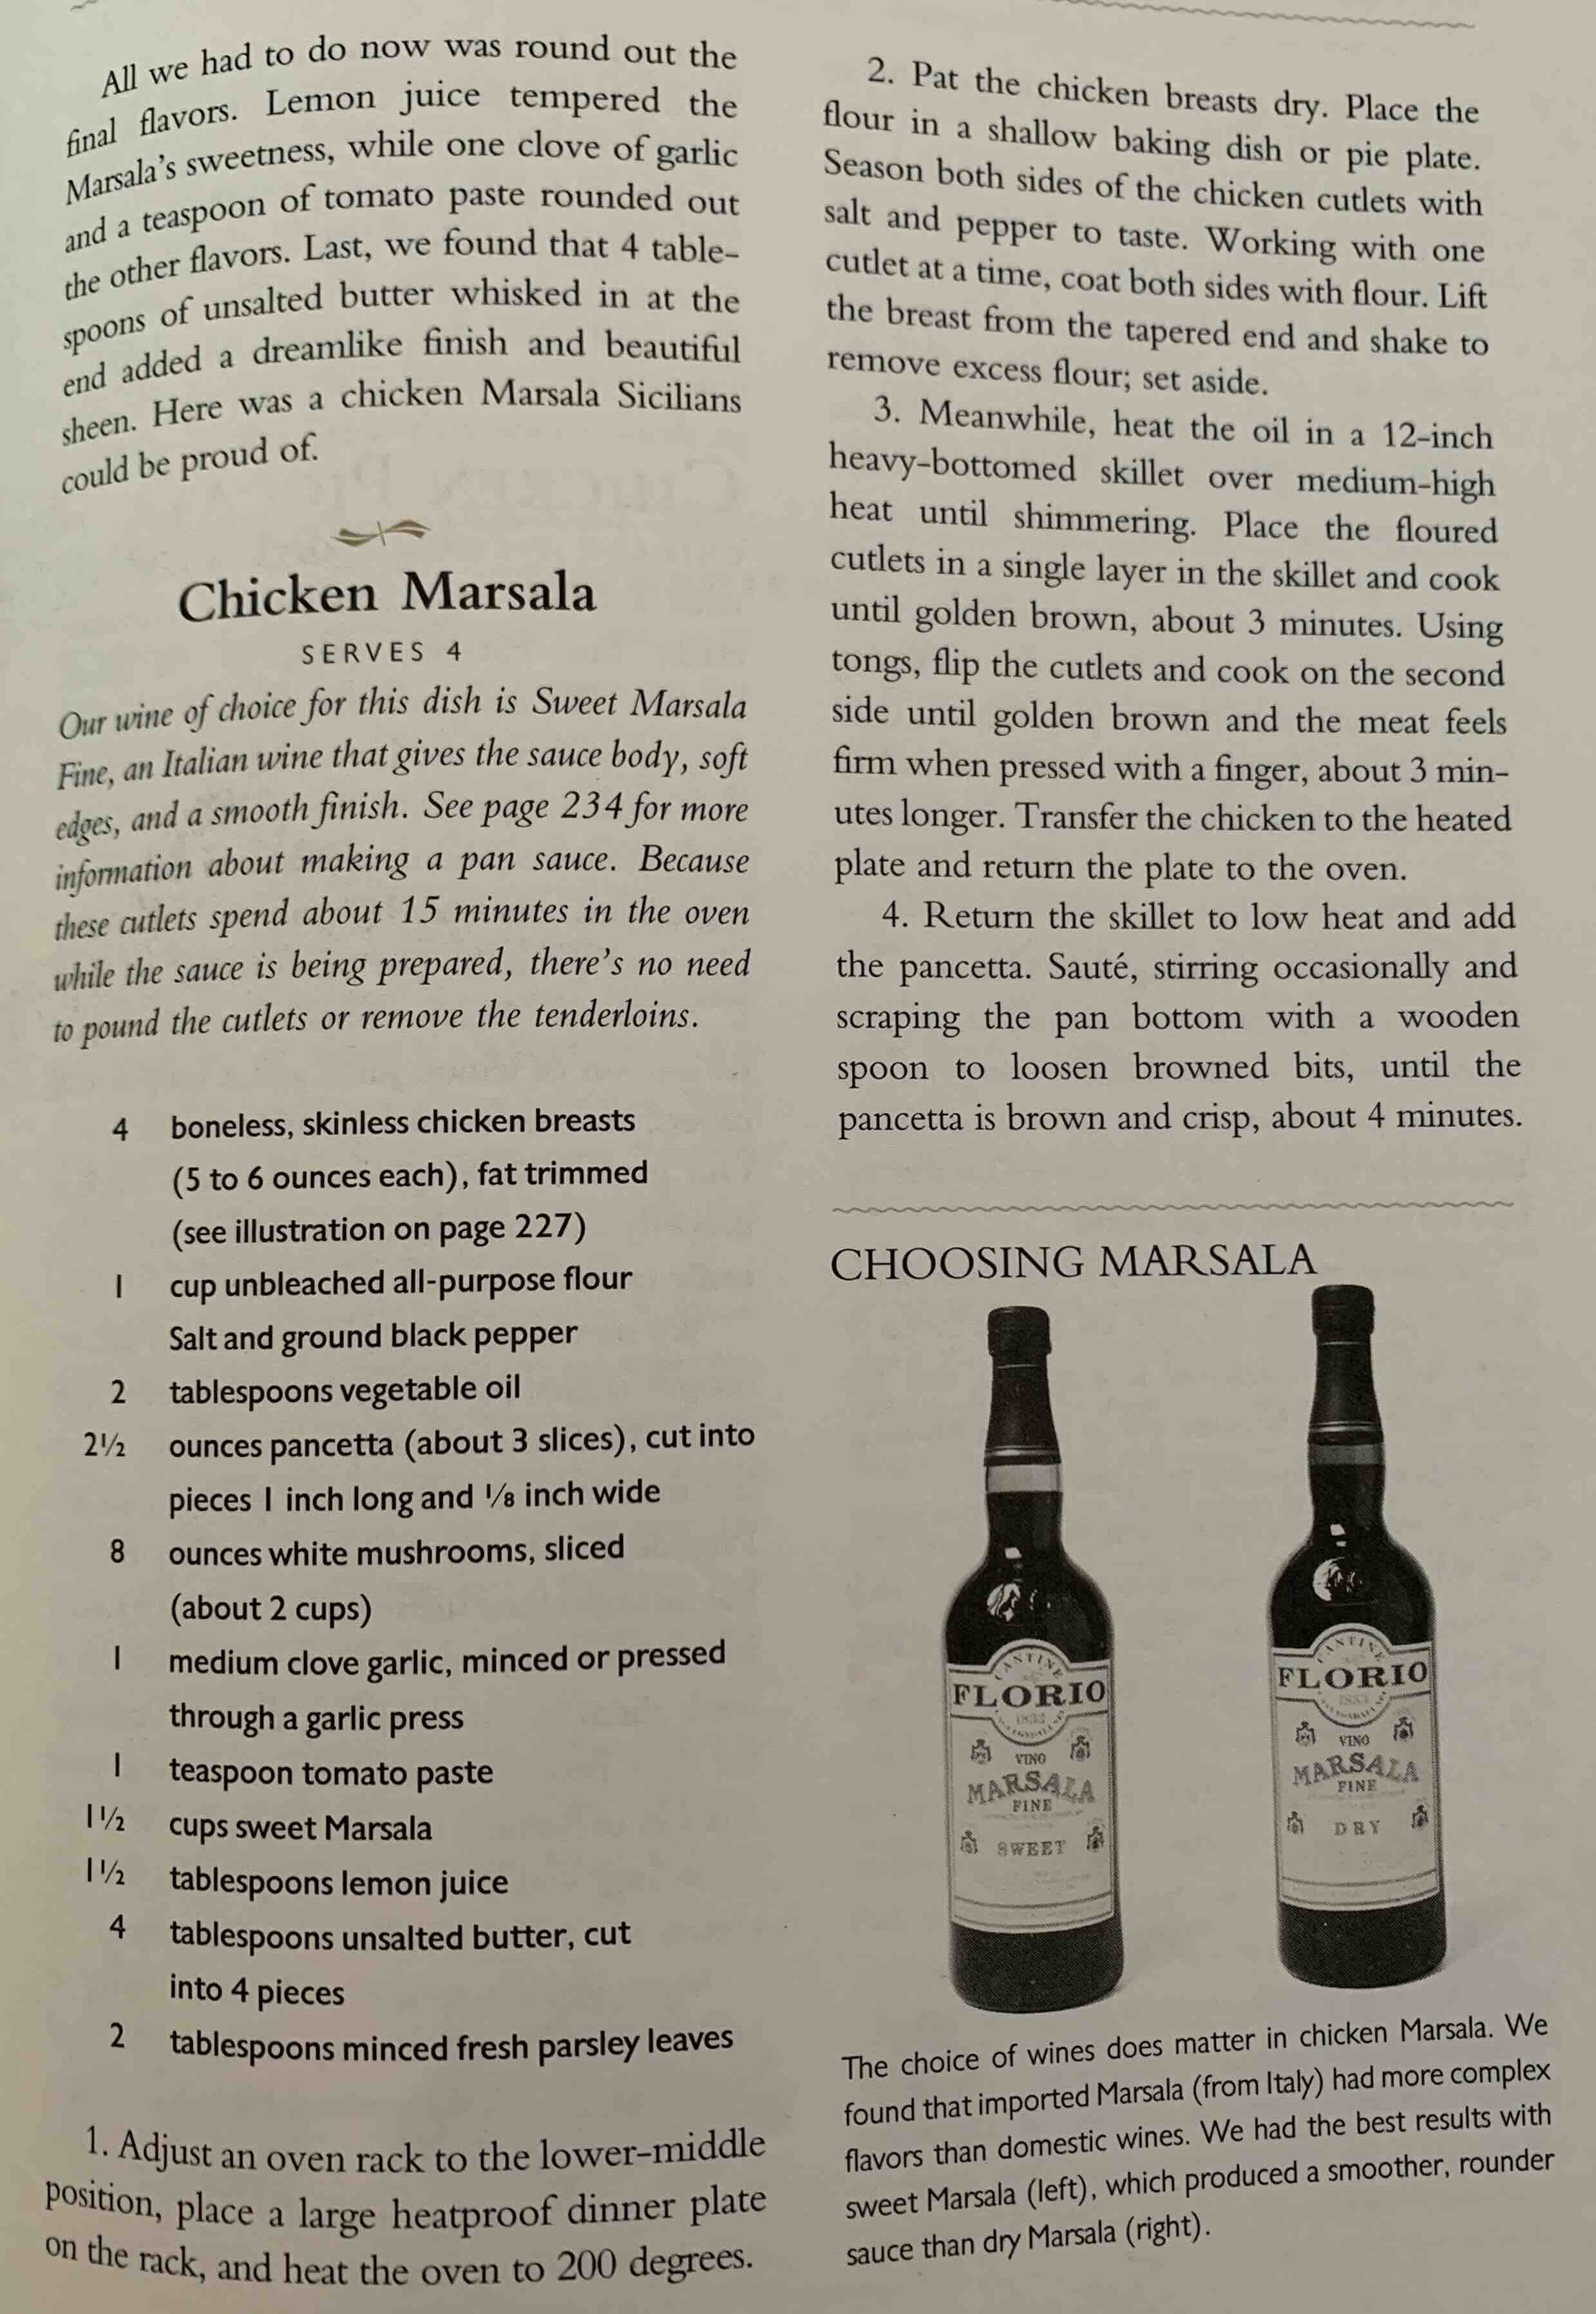 All we had to do now was round out the
final flavors. Lemon juice tempered the
Marsala's sweetness, while one clove of garlic
and a teaspoon of tomato paste rounded out
the other flavors. Last, we found that 4 table-
spoons of unsalted butter whisked in at the
end added a dreamlike finish and beautiful
sheen. Here was a chicken Marsala Sicilians
could be proud of.
Chicken Marsala
SERVES 4
Our wine of choice for this dish is Sweet Marsala
Fine, an Italian wine that gives the sauce body, soft
edges, and a smooth finish. See page 234 for more
information about making a pan sauce. Because
these cutlets spend about 15 minutes in the oven
while the sauce is being prepared, there's no need
to pound the cutlets or remove the tenderloins.
4 boneless, skinless chicken breasts
(5 to 6 ounces each), fat trimmed
(see illustration on page 227)
1 cup unbleached all-purpose flour
Salt and ground black pepper
2 tablespoons vegetable oil
2½ ounces pancetta (about 3 slices), cut into
pieces 1 inch long and ⅛ inch wide
8 ounces white mushrooms, sliced
(about 2 cups)
1 medium clove garlic, minced or pressed
through a garlic press
1 teaspoon tomato paste
1½ cups sweet Marsala
1½ tablespoons lemon juice
4 tablespoons unsalted butter, cut
into 4 pieces
2 tablespoons minced fresh parsley leaves
1. Adjust an oven rack to the lower-middle
position, place a large heatproof dinner plate
on the rack, and heat the oven to 200 degrees.
2. Pat the chicken breasts dry. Place the
flour in a shallow baking dish or pie plate.
Season both sides of the chicken cutlets with
salt and pepper to taste. Working with one
cutlet at a time, coat both sides with flour. Lift
the breast from the tapered end and shake to
remove excess flour; set aside.
3. Meanwhile, heat the oil in a 12-inch
heavy-bottomed skillet over medium-high
heat until shimmering. Place the floured
cutlets in a single layer in the skillet and cook
until golden brown, about 3 minutes. Using
tongs, flip the cutlets and cook on the second
side until golden brown and the meat feels
firm when pressed with a finger, about 3 min-
utes longer. Transfer the chicken to the heated
plate and return the plate to the oven.
4. Return the skillet to low heat and add
the pancetta. Sauté, stirring occasionally and
scraping the pan bottom with a wooden
spoon to loosen browned bits, until the
pancetta is brown and crisp, about 4 minutes.
CHOOSING MARSALA
CANTINE
FLORIO
1833
VINO
MARSALA
FINE
SWEET
CANTINE
FLORIO
1833
VINO
MARSALA
FINE
DRY
The choice of wines does matter in chicken Marsala. We
found that imported Marsala (from Italy) had more complex
flavors than domestic wines. We had the best results with
sweet Marsala (left), which produced a smoother, rounder
sauce than dry Marsala (right).